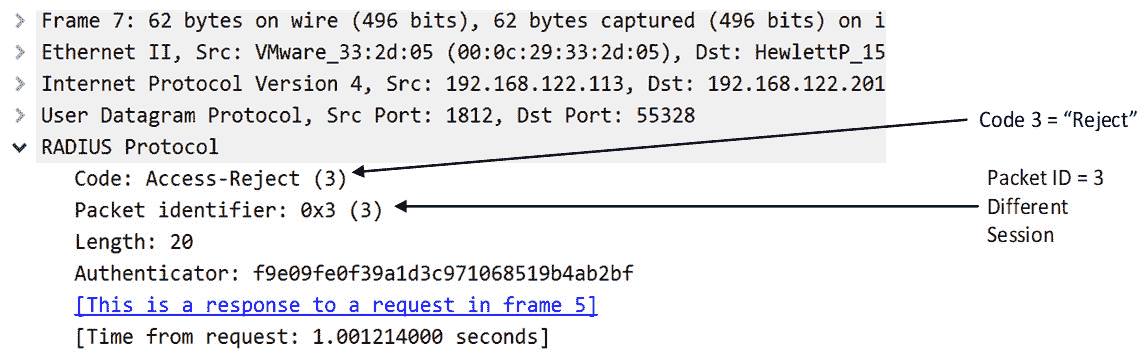 Frame 7: 62 bytes on wire (496 bits), 62 bytes captured (496 bits) on i
Ethernet II, Src: VMware_33:2d:05 (00:0c:29:33:2d:05), Dst: HewlettP_15
Internet Protocol Version 4, Src: 192.168.122.113, Dst: 192.168.122.201
User Datagram Protocol, Src Port: 1812, Dst Port: 55328
RADIUS Protocol
Code: Access-Reject (3)
Packet identifier: 0x3 (3)
Length: 20
Authenticator: f9e09fe0f39a1d3c971068519b4ab2bf
[This is a response to a request in frame 5]
[Time from request: 1.001214000 seconds]
Code 3 = “Reject”
Packet ID = 3
Different
Session